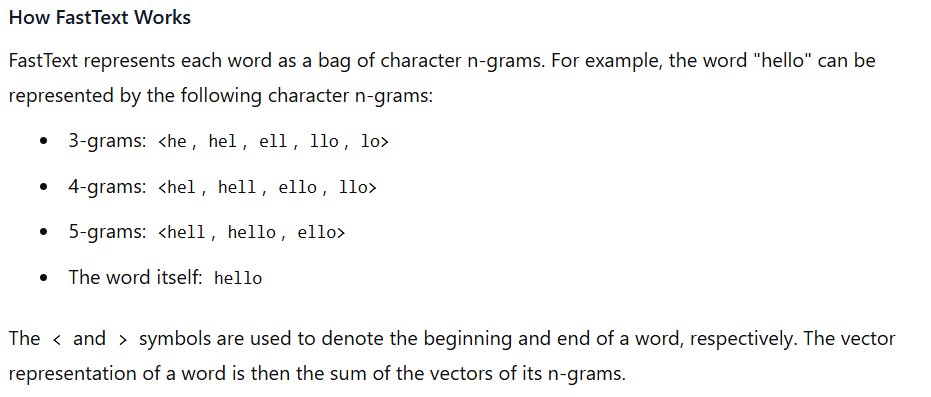 How FastText Works
FastText represents each word as a bag of character n-grams. For example, the word "hello" can be
represented by the following character n-grams:
• 3-grams: <he, hel, ell, llo, lo>
• 4-grams: <hel, hell, ello, llo>
• 5-grams: <hell, hello, ello>
• The word itself: hello
The < and > symbols are used to denote the beginning and end of a word, respectively. The vector
representation of a word is then the sum of the vectors of its n-grams.